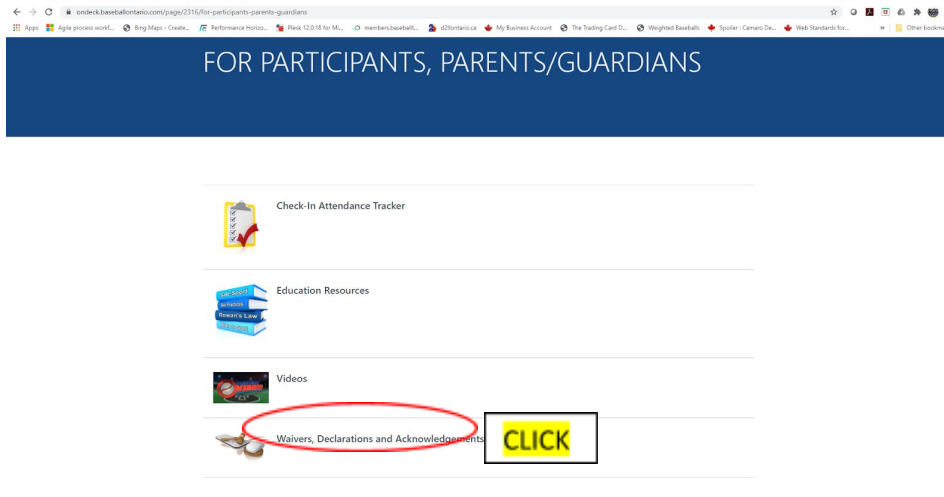 ondeck.baseballontario.com/page/2316/for-participants-parents-guardians
Apps Agile process workf... Bing Maps - Create... Performance Horizo... Plesk 12.0.18 for Mi... members.baseballt... d23ontario.ca My Business Account The Trading Card D... Weighted Baseballs Spoiler : Camaro De... Web Standards for... » Other bookma
FOR PARTICIPANTS, PARENTS/GUARDIANS
Check-In Attendance Tracker
Education Resources
Rowan's Law
Videos
Waivers, Declarations and Acknowledgements
CLICK